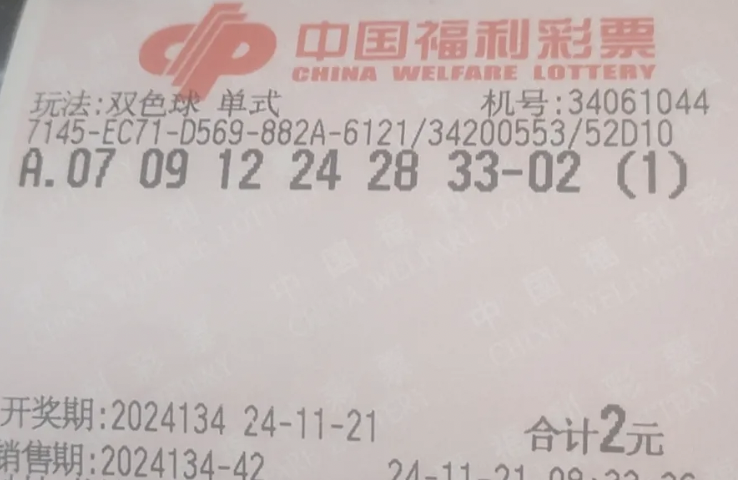 中国福利彩票
CHINA WELFARE LOTTERY
玩法:双色球 单式 机号:34061044
7145-EC71-D569-882A-6121/34200553/52D10
A.07 09 12 24 28 33-02 (1)
开奖期:2024134 24-11-21 合计2元
销售期:2024134-42 24-11-21